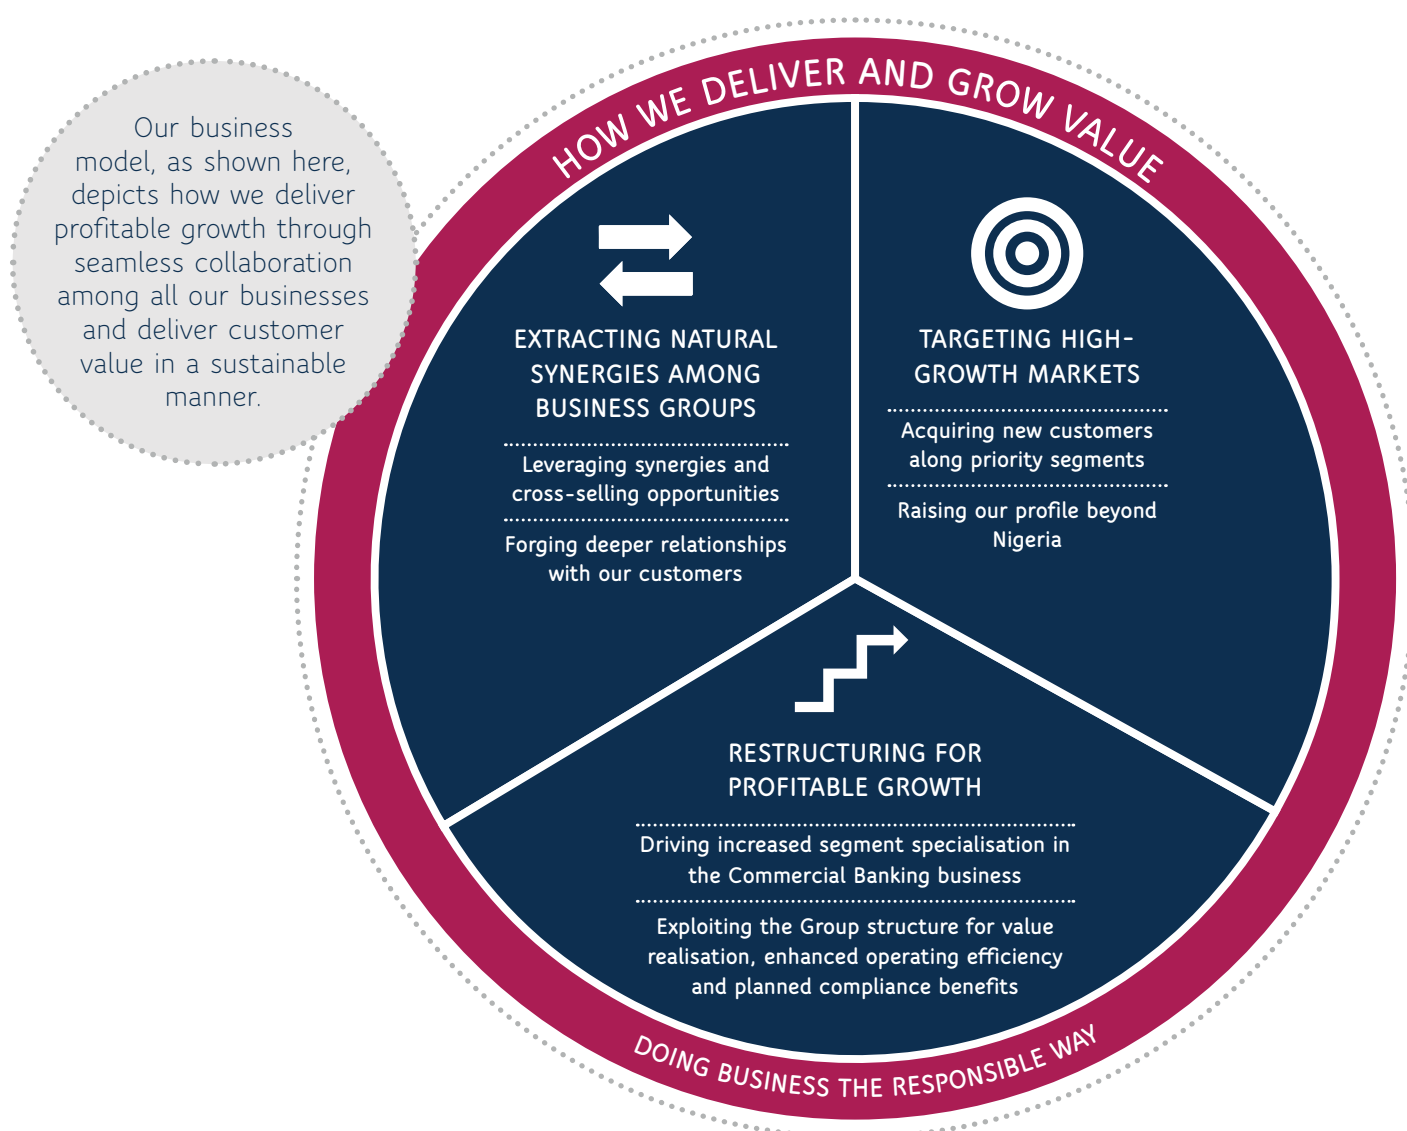 Our business
model, as shown here,
depicts how we deliver
profitable growth through
seamless collaboration
among all our businesses
and deliver customer
value in a sustainable
manner.
HOW WE DELIVER AND GROW VALUE
EXTRACTING NATURAL
SYNERGIES AMONG
BUSINESS GROUPS
Leveraging synergies and
cross-selling opportunities
Forging deeper relationships
with our customers
TARGETING HIGH-
GROWTH MARKETS
Acquiring new customers
along priority segments
Raising our profile beyond
Nigeria
RESTRUCTURING FOR
PROFITABLE GROWTH
Driving increased segment specialisation in
the Commercial Banking business
Exploiting the Group structure for value
realisation, enhanced operating efficiency
and planned compliance benefits
DOING BUSINESS THE RESPONSIBLE WAY